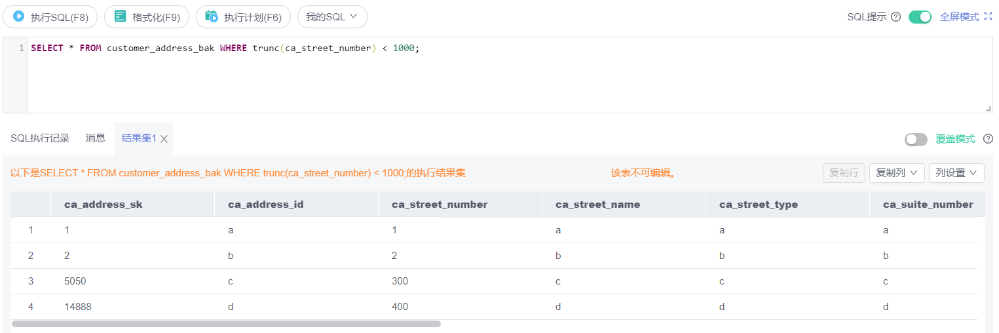 执行SQL(F8) 格式化(F9) 执行计划(F6) 我的SQL SQL提示 全屏模式
1 SELECT * FROM customer_address_bak WHERE trunc(ca_street_number) < 1000;
SQL执行记录 消息 结果集1 覆盖模式
以下是SELECT * FROM customer_address_bak WHERE trunc(ca_street_number) < 1000;的执行结果集 该表不可编辑。 复制行 复制列 列设置
ca_address_sk ca_address_id ca_street_number ca_street_name ca_street_type ca_suite_number
1 1 a 1 a a a
2 2 b 2 b b b
3 5050 c 300 c c c
4 14888 d 400 d d d